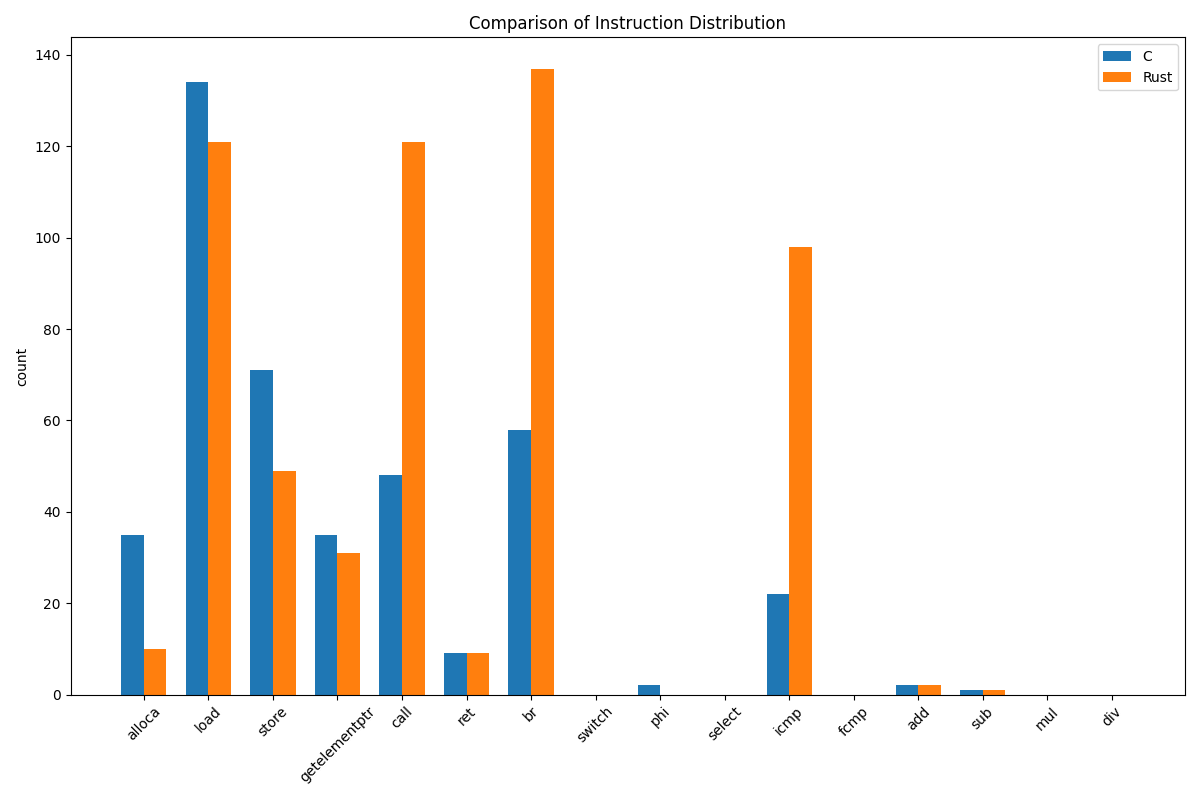 Comparison of Instruction Distribution
C
Rust
count
140
120
100
80
60
40
20
0
alloca
load
store
getelementptr
call
ret
br
switch
phi
select
icmp
fcmp
add
sub
mul
div